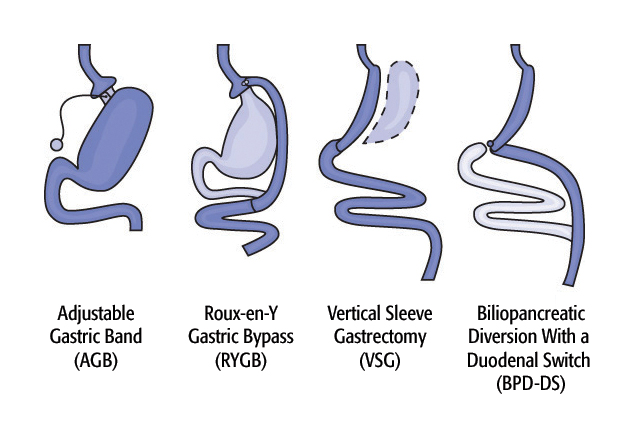 Adjustable
Gastric Band
(AGB)
Roux-en-Y
Gastric Bypass
(RYGB)
Vertical Sleeve
Gastrectomy
(VSG)
Biliopancreatic
Diversion With a
Duodenal Switch
(BPD-DS)